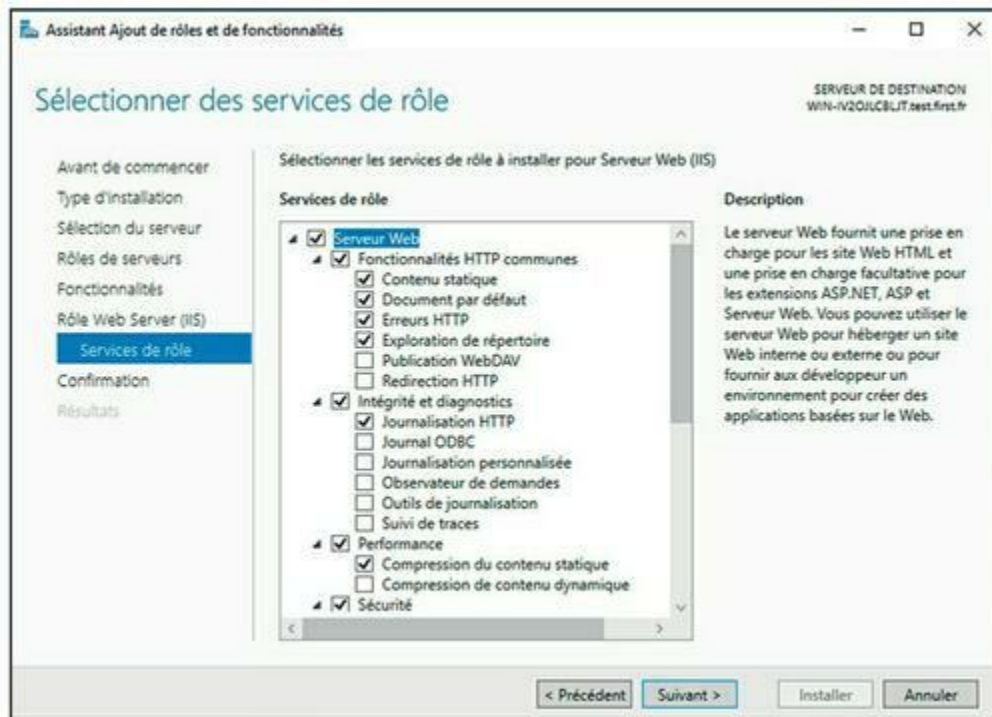 Assistant Ajout de rôles et de fonctionnalités
Sélectionner des services de rôle
SERVEUR DE DESTINATION
WIN-IV2OJLCBLJT.test.first.fr
Avant de commencer
Type d'installation
Sélection du serveur
Rôles de serveurs
Fonctionnalités
Rôle Web Server (IIS)
Services de rôle
Confirmation
Résultats
Sélectionner les services de rôle à installer pour Serveur Web (IIS)
Services de rôle
Serveur Web
Fonctionnalités HTTP communes
Contenu statique
Document par défaut
Erreurs HTTP
Exploration de répertoire
Publication WebDAV
Redirection HTTP
Intégrité et diagnostics
Journalisation HTTP
Journal ODBC
Journalisation personnalisée
Observateur de demandes
Outils de journalisation
Suivi de traces
Performance
Compression du contenu statique
Compression de contenu dynamique
Sécurité
Description
Le serveur Web fournit une prise en
charge pour les site Web HTML et
une prise en charge facultative pour
les extensions ASP.NET, ASP et
Serveur Web. Vous pouvez utiliser le
serveur Web pour héberger un site
Web interne ou externe ou pour
fournir aux développeur un
environnement pour créer des
applications basées sur le Web.
< Précédent
Suivant >
Installer
Annuler